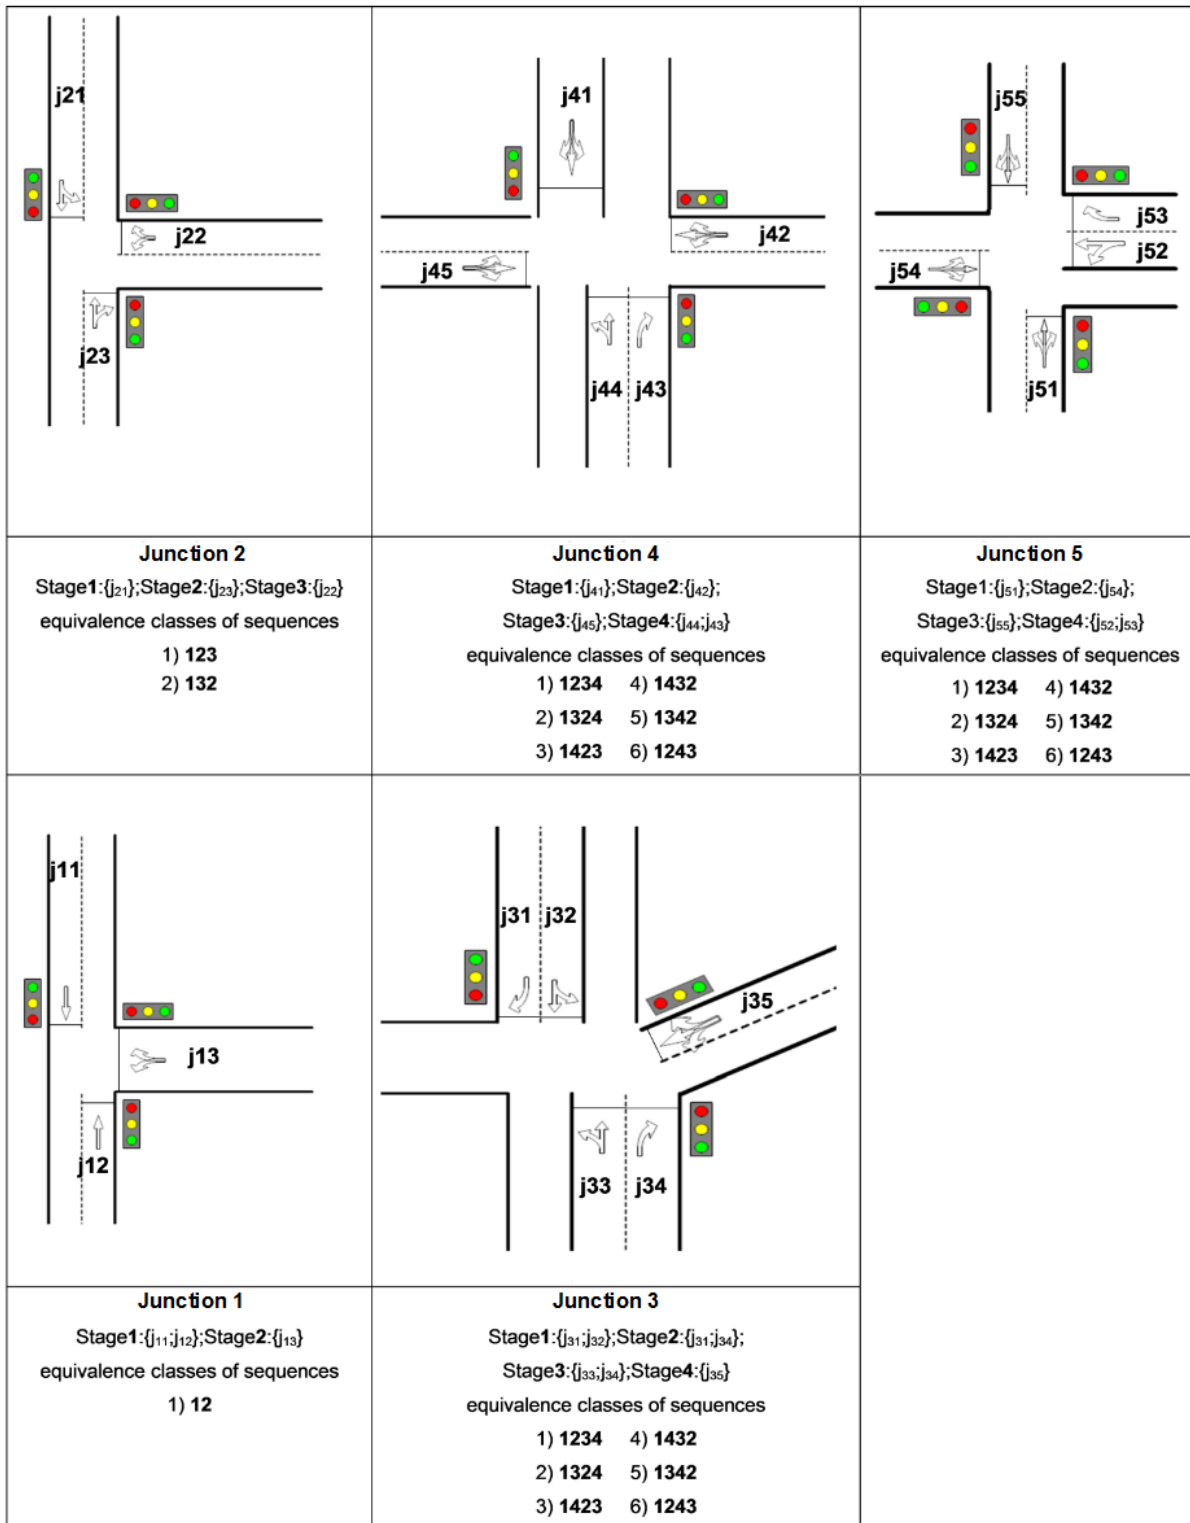 j21
j22
j23
j41
j42
j45
j44 j43
j55
j53
j52
j54
j51
Junction 2
Stage1:{j21};Stage2:{j23};Stage3:{j22}
equivalence classes of sequences
1) 123
2) 132
Junction 4
Stage1:{j41};Stage2:{j42};
Stage3:{j45};Stage4:{j44;j43}
equivalence classes of sequences
1) 1234 4) 1432
2) 1324 5) 1342
3) 1423 6) 1243
Junction 5
Stage1:{j51};Stage2:{j54};
Stage3:{j55};Stage4:{j52;j53}
equivalence classes of sequences
1) 1234 4) 1432
2) 1324 5) 1342
3) 1423 6) 1243
j11
j13
j12
j31 j32
j35
j33 j34
Junction 1
Stage1:{j11;j12};Stage2:{j13}
equivalence classes of sequences
1) 12
Junction 3
Stage1:{j31;j32};Stage2:{j31;j34};
Stage3:{j33;j34};Stage4:{j35}
equivalence classes of sequences
1) 1234 4) 1432
2) 1324 5) 1342
3) 1423 6) 1243